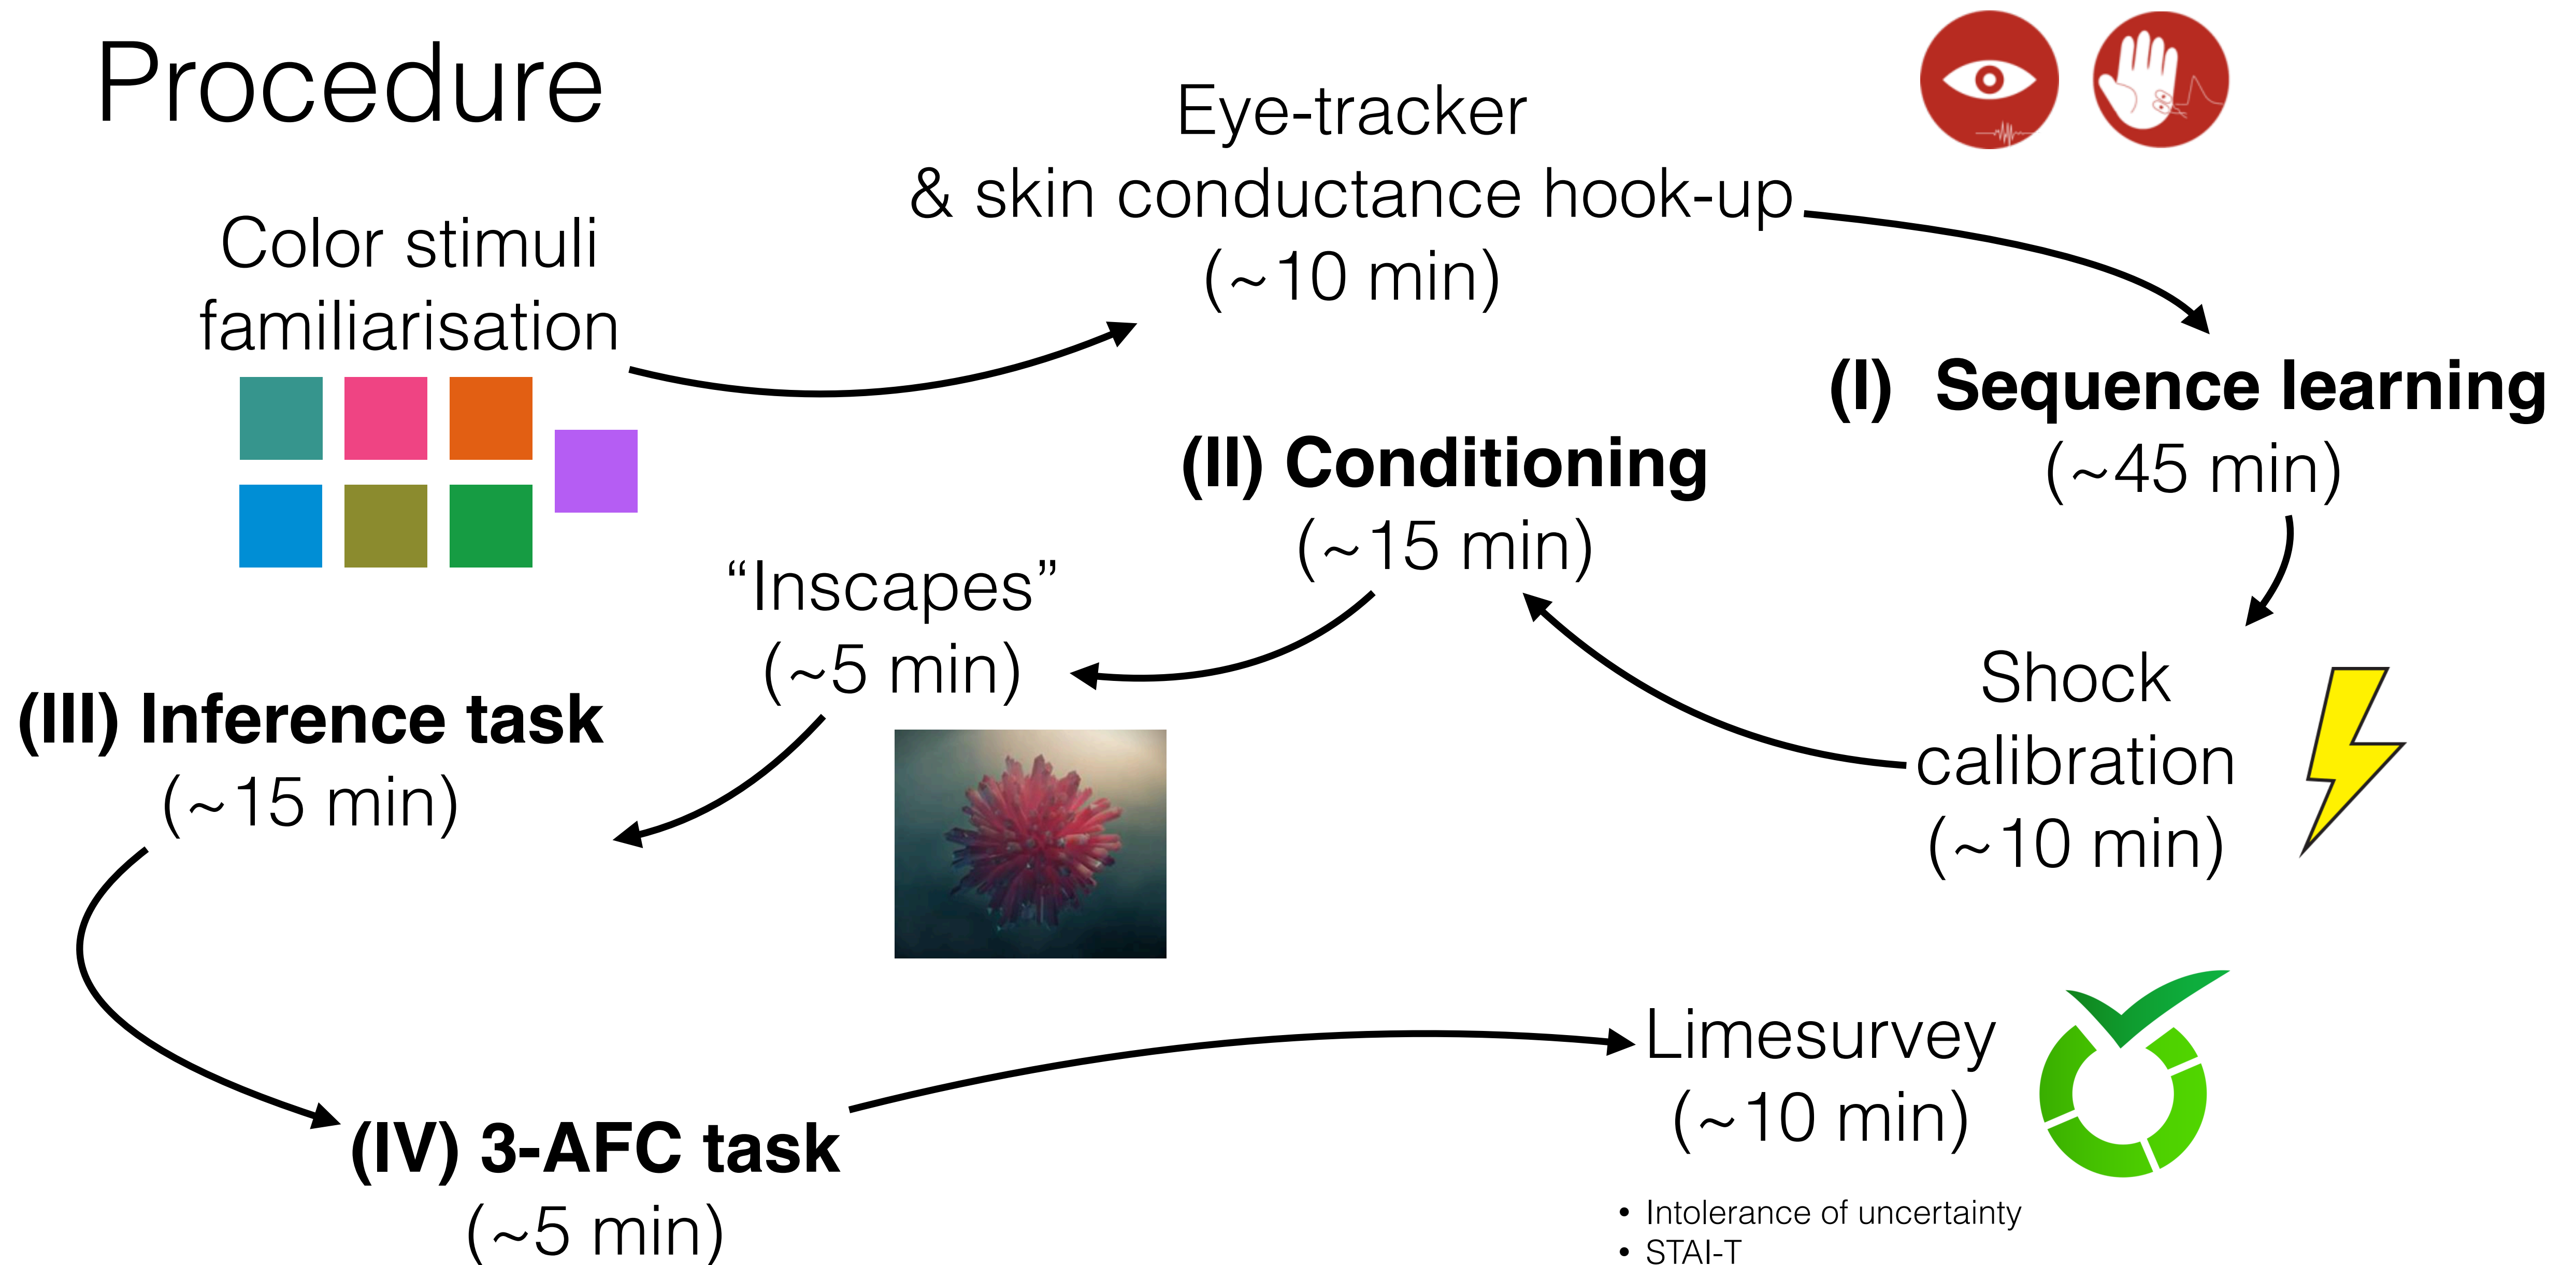 Procedure
Color stimuli
familiarisation
Eye-tracker
& skin conductance hook-up
(~10 min)
(I) Sequence learning
(~45 min)
Shock
calibration
(~10 min)
(II) Conditioning
(~15 min)
“Inscapes”
(~5 min)
(III) Inference task
(~15 min)
(IV) 3-AFC task
(~5 min)
Limesurvey
(~10 min)
• Intolerance of uncertainty
• STAI-T